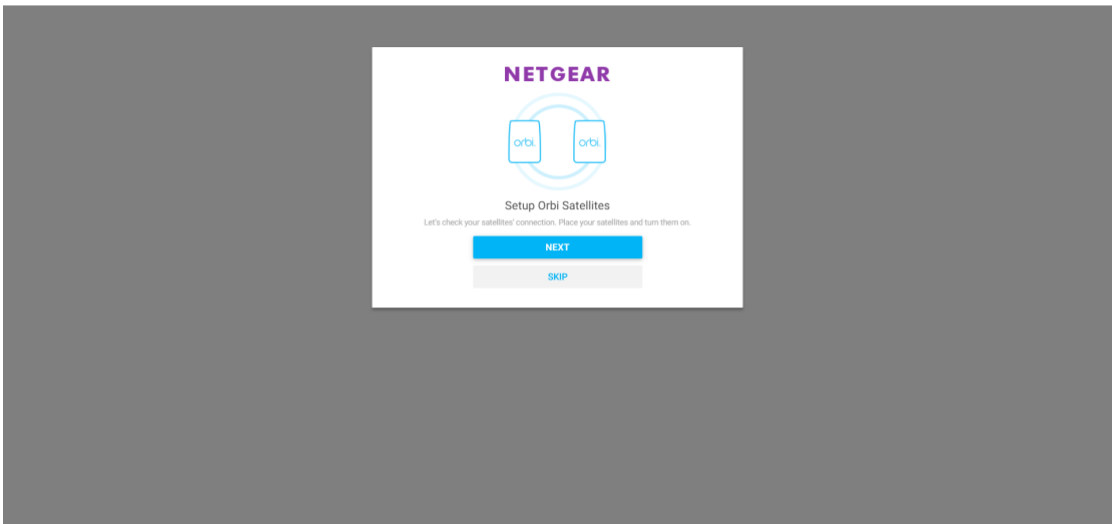 NETGEAR
orbi. orbi.
Setup Orbi Satellites
Let's check your satellites' connection. Place your satellites and turn them on.
NEXT
SKIP